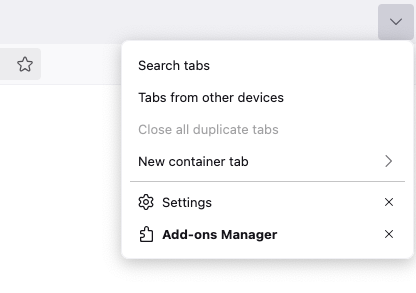 Search tabs
Tabs from other devices
Close all duplicate tabs
New container tab
Settings
Add-ons Manager